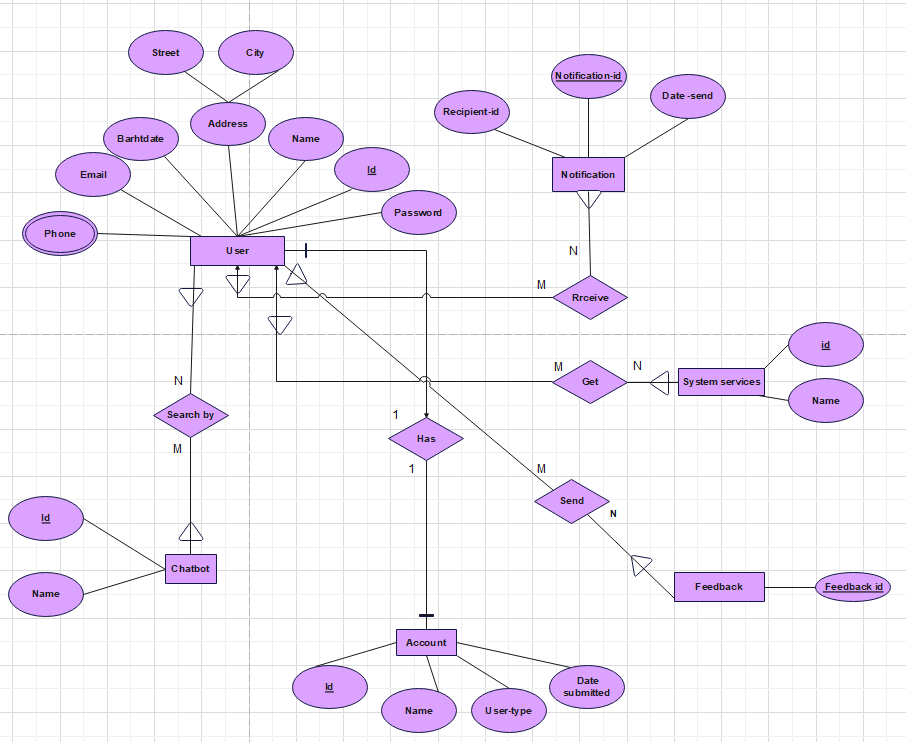 Street
City
Notification-id
Date -send
Recipient-id
Address
Barhtdate
Name
Email
Id
Notification
Password
Phone
User
N
M
Rrceive
id
M
N
Get
System services
N
Name
Search by
1
Has
M
1
M
Send
N
Id
Chatbot
Name
Feedback
Feedback id
Account
Id
Name
User-type
Date
submitted